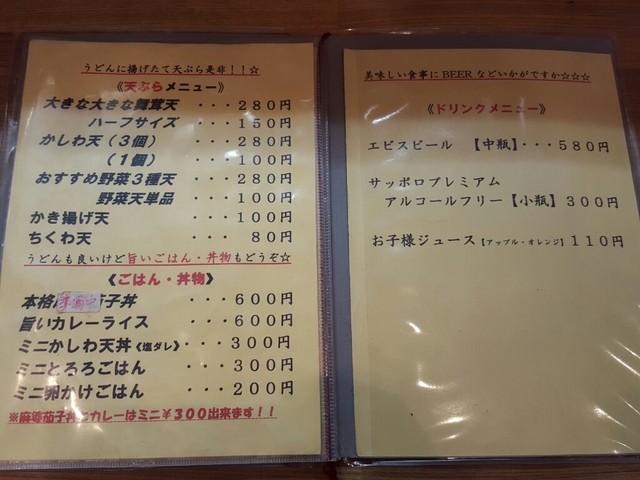 うどんに揚げたて天ぷら是非！！☆
《天ぷらメニュー》
大きな大きな舞茸天 ・・・２８０円
ハーフサイズ ・・・１５０円
かしわ天（３個） ・・・２８０円
（１個） ・・・１００円
おすすめ野菜３種天 ・・・２８０円
野菜天単品 ・・・１００円
かき揚げ天 ・・・１００円
ちくわ天 ・・・ ８０円
うどんも良いけど旨いごはん・丼物もどうぞ☆
《ごはん・丼物》
本格 子丼 ・・・６００円
旨いカレーライス ・・・６００円
ミニかしわ天丼《塩ダレ》・・・３００円
ミニとろろごはん ・・・３００円
ミニ卵かけごはん ・・・２００円
※麻婆茄子丼とカレーはミニ￥３００出来ます！！
美味しい食事にBEERなどいかがですか☆☆☆
《ドリンクメニュー》
エビスビール 【中瓶】・・・５８０円
サッポロプレミアム
アルコールフリー【小瓶】３００円
お子様ジュース【アップル・オレンジ】１１０円